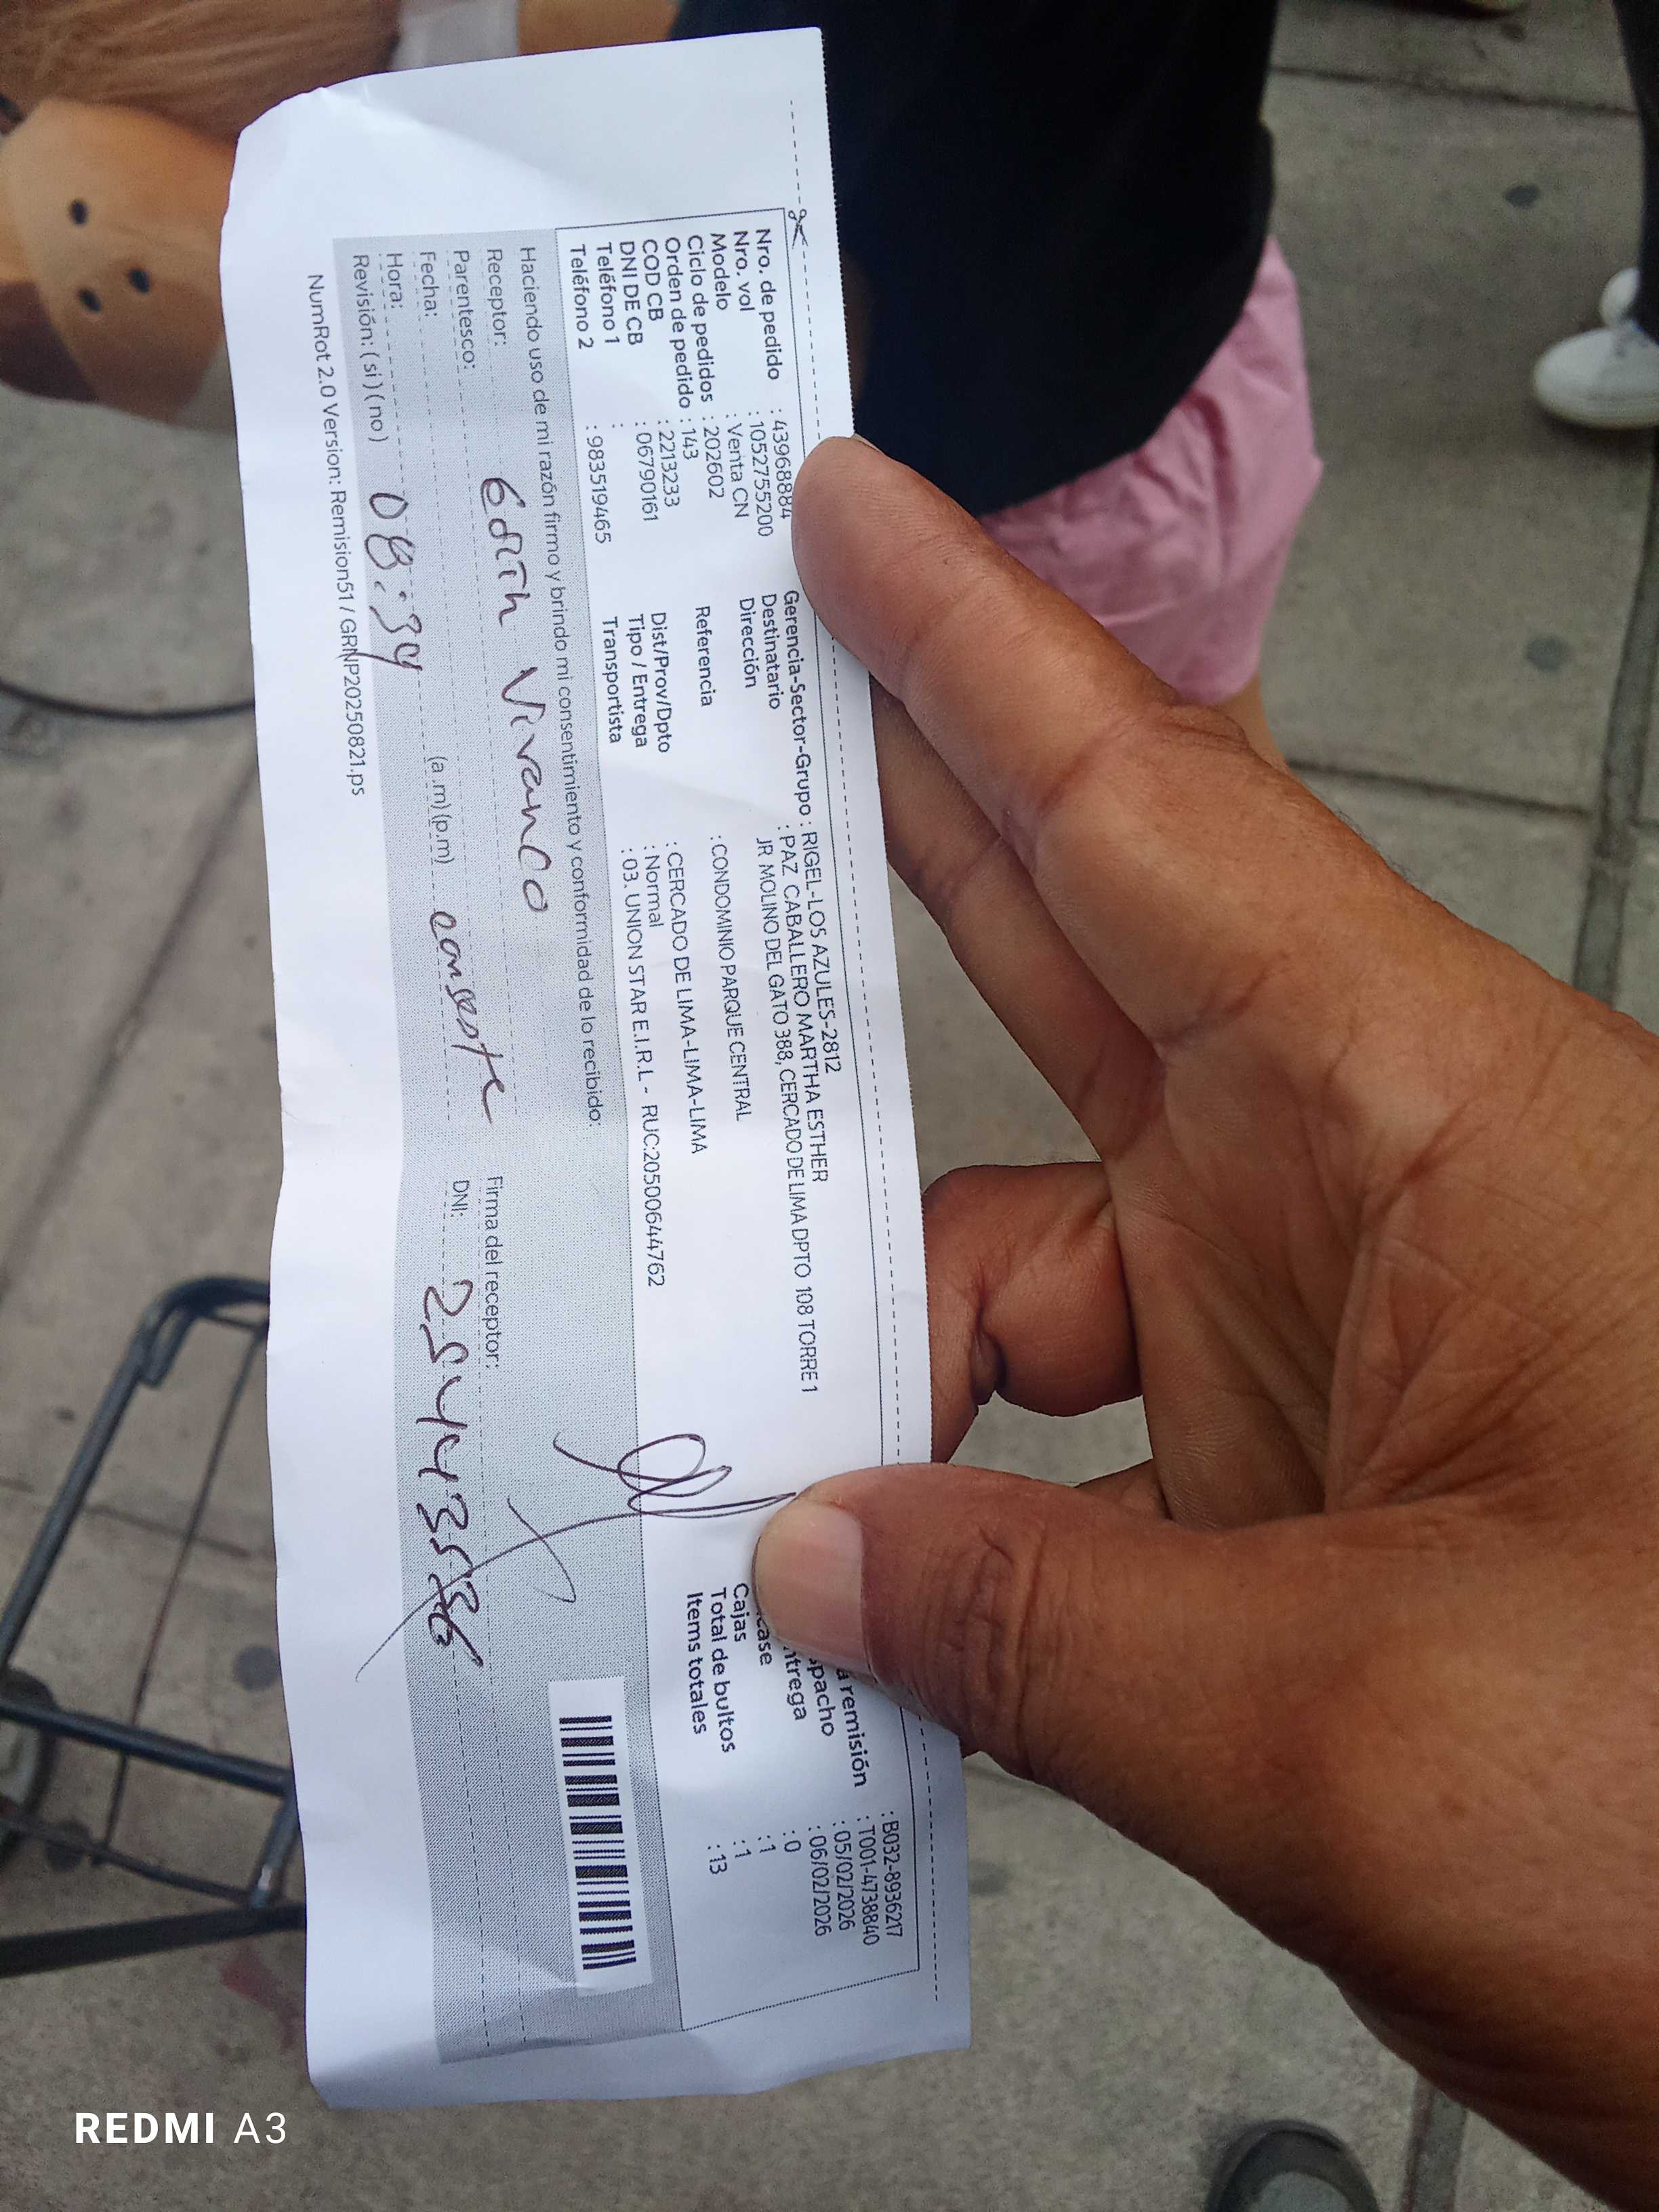 Nro. de pedido : 43968884
Nro. vol : 1052755200
Modelo : Venta CN
Ciclo de pedidos : 202602
Orden de pedido : 143
COD CB : 2213233
DNI DE CB : 06790161
Teléfono 1 :
Teléfono 2 : 983519465
Gerencia-Sector-Grupo : RIGEL-LOS AZULES-2812
Destinatario : PAZ CABALLERO MARTHA ESTHER
Dirección JR MOLINO DEL GATO 388, CERCADO DE LIMA DPTO 108 TORRE 1
Referencia : CONDOMINIO PARQUE CENTRAL
Dist/Prov/Dpto : CERCADO DE LIMA-LIMA-LIMA
Tipo / Entrega : Normal
Transportista : 03. UNION STAR E.I.R.L - RUC:20500644762
: B032-8936217
a remisión : T001-4738840
spacho : 05/02/2026
ntrega : 06/02/2026
case : 0
Cajas : 1
Total de bultos : 1
Items totales : 13
Haciendo uso de mi razón firmo y brindo mi consentimiento y conformidad de lo recibido:
Receptor: Edith Vivanco Firma del receptor:
Parentesco: DNI:
Fecha:
Hora: 08:34 (a .m) (p.m)
Revisión: (si) (no)
NumRot 2.0 Version: Remision51 / GRNP20250821.ps
REDMI A3